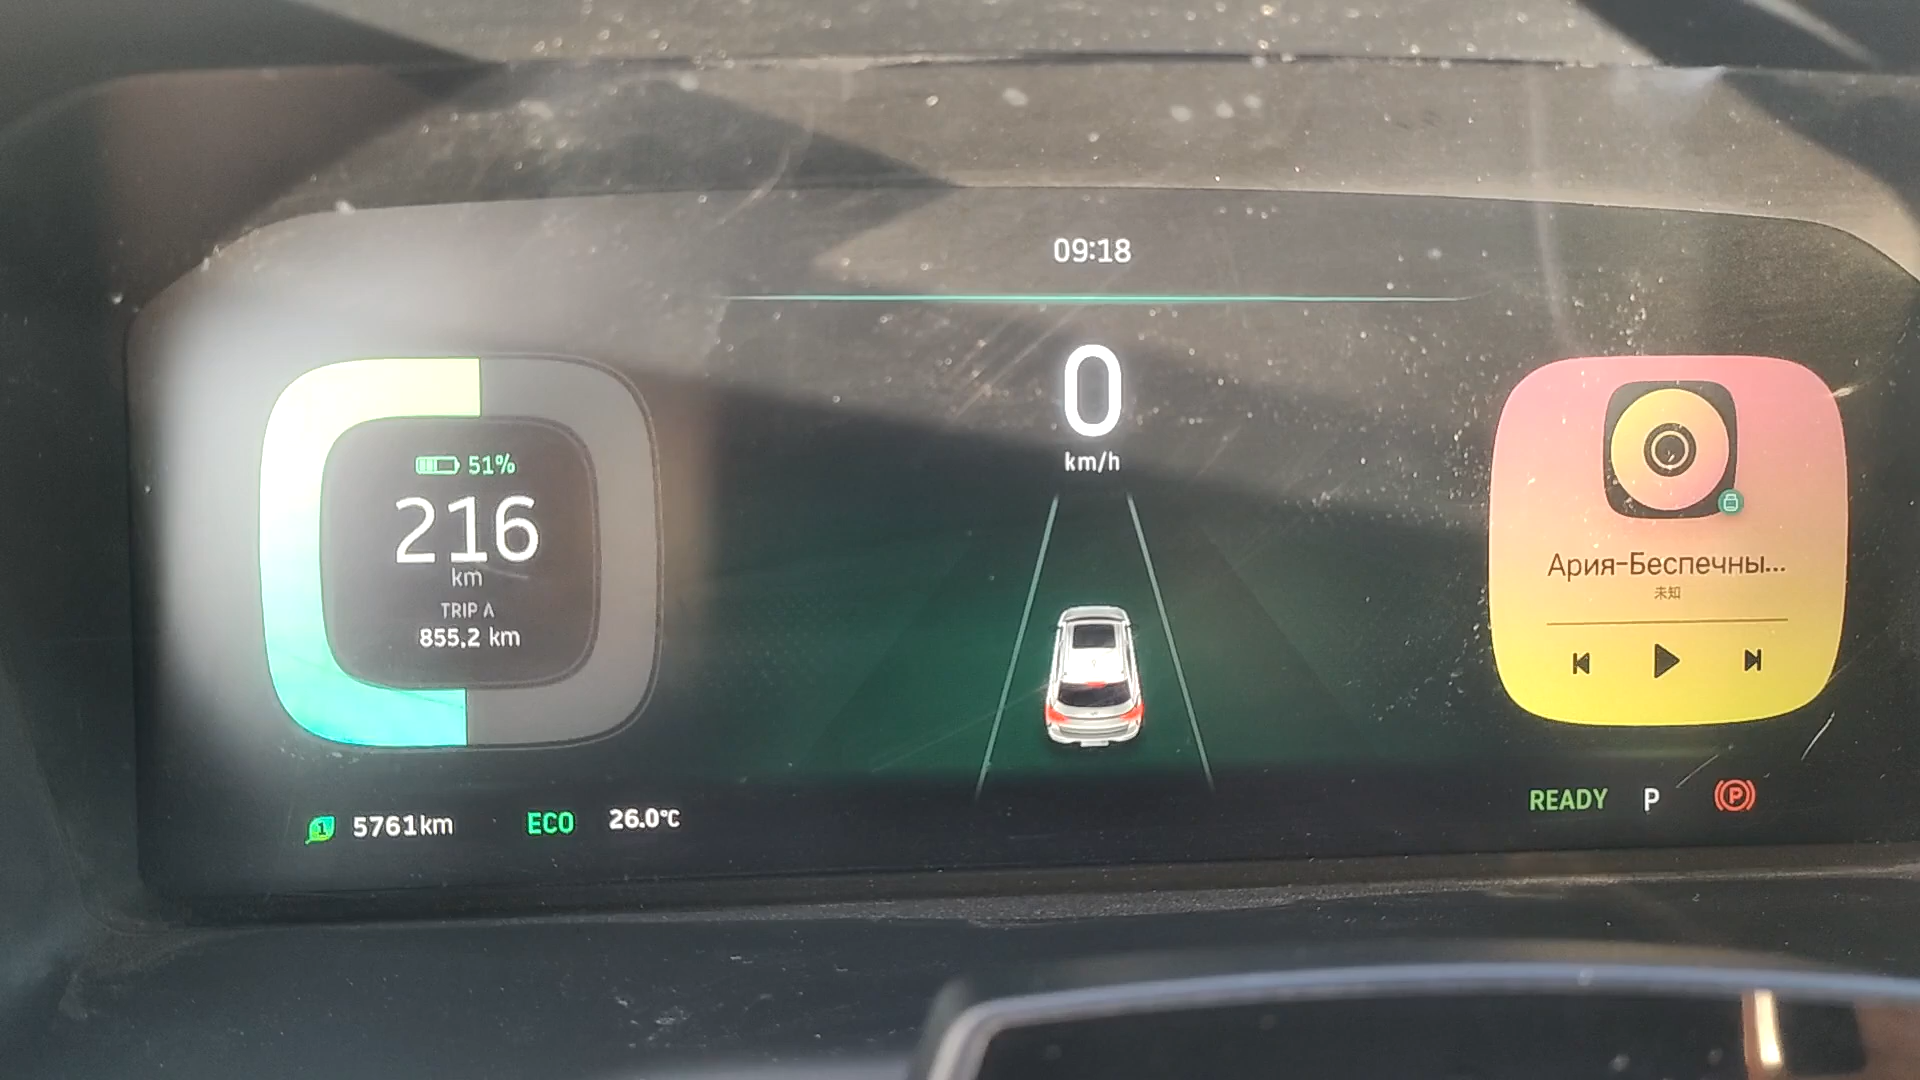 09:18
0
km/h
51%
216
km
TRIP A
855.2 km
Ария-Беспечны...
未知
1 5761km
ECO
26.0℃
READY P
P